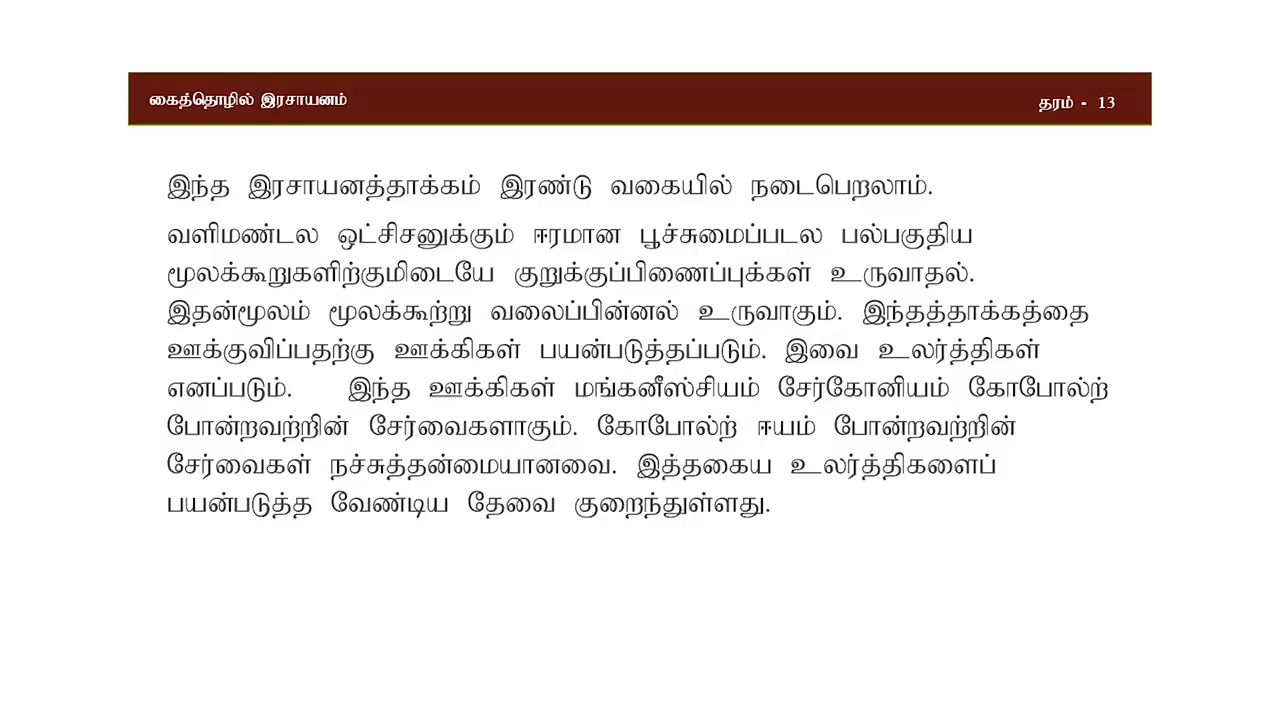 கைத்தொழில் இரசாயனம்
தரம் - 13
இந்த இரசாயனத்தாக்கம் இரண்டு வகையில் நடைபெறலாம்.
வளிமண்டல ஒட்சிசனுக்கும் ஈரமான பூச்சுமைப்படல பல்பகுதிய
மூலக்கூறுகளிற்குமிடையே குறுக்குப்பிணைப்புக்கள் உருவாதல்.
இதன்மூலம் மூலக்கூற்று வலைப்பின்னல் உருவாகும். இந்தத்தாக்கத்தை
ஊக்குவிப்பதற்கு ஊக்கிகள் பயன்படுத்தப்படும். இவை உலர்த்திகள்
எனப்படும். இந்த ஊக்கிகள் மங்கனீஸ்சியம் சேர்கோனியம் கோபோல்ற்
போன்றவற்றின் சேர்வைகளாகும். கோபோல்ற் ஈயம் போன்றவற்றின்
சேர்வைகள் நச்சுத்தன்மையானவை. இத்தகைய உலர்த்திகளைப்
பயன்படுத்த வேண்டிய தேவை குறைந்துள்ளது.